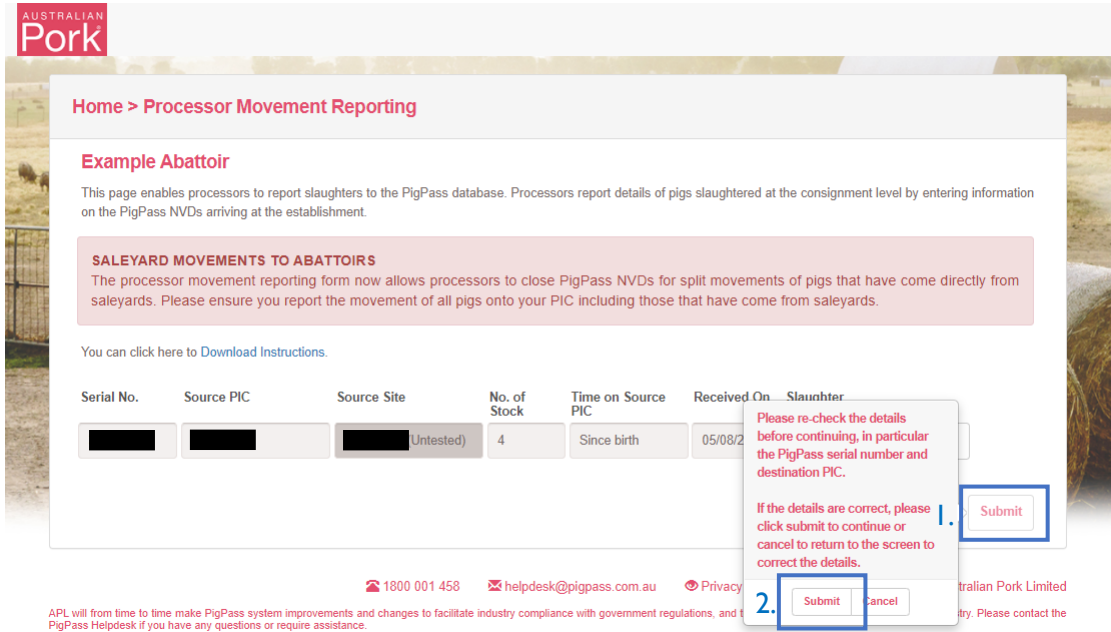 AUSTRALIAN
Pork
Home > Processor Movement Reporting
Example Abattoir
This page enables processors to report slaughters to the PigPass database. Processors report details of pigs slaughtered at the consignment level by entering information
on the PigPass NVDs arriving at the establishment.
SALEYARD MOVEMENTS TO ABATTOIRS
The processor movement reporting form now allows processors to close PigPass NVDs for split movements of pigs that have come directly from
saleyards. Please ensure you report the movement of all pigs onto your PIC including those that have come from saleyards.
You can click here to Download Instructions.
Serial No. Source PIC Source Site No. of Stock Time on Source PIC Received On Slaughter
(Untested) 4 Since birth 05/08/2
Please re-check the details
before continuing, in particular
the PigPass serial number and
destination PIC.
If the details are correct, please
click submit to continue or
cancel to return to the screen to
correct the details.
1. Submit
2. Submit Cancel
1800 001 458 helpdesk@pigpass.com.au Privacy tralian Pork Limited
APL will from time to time make PigPass system improvements and changes to facilitate industry compliance with government regulations, and t stry. Please contact the
PigPass Helpdesk if you have any questions or require assistance.